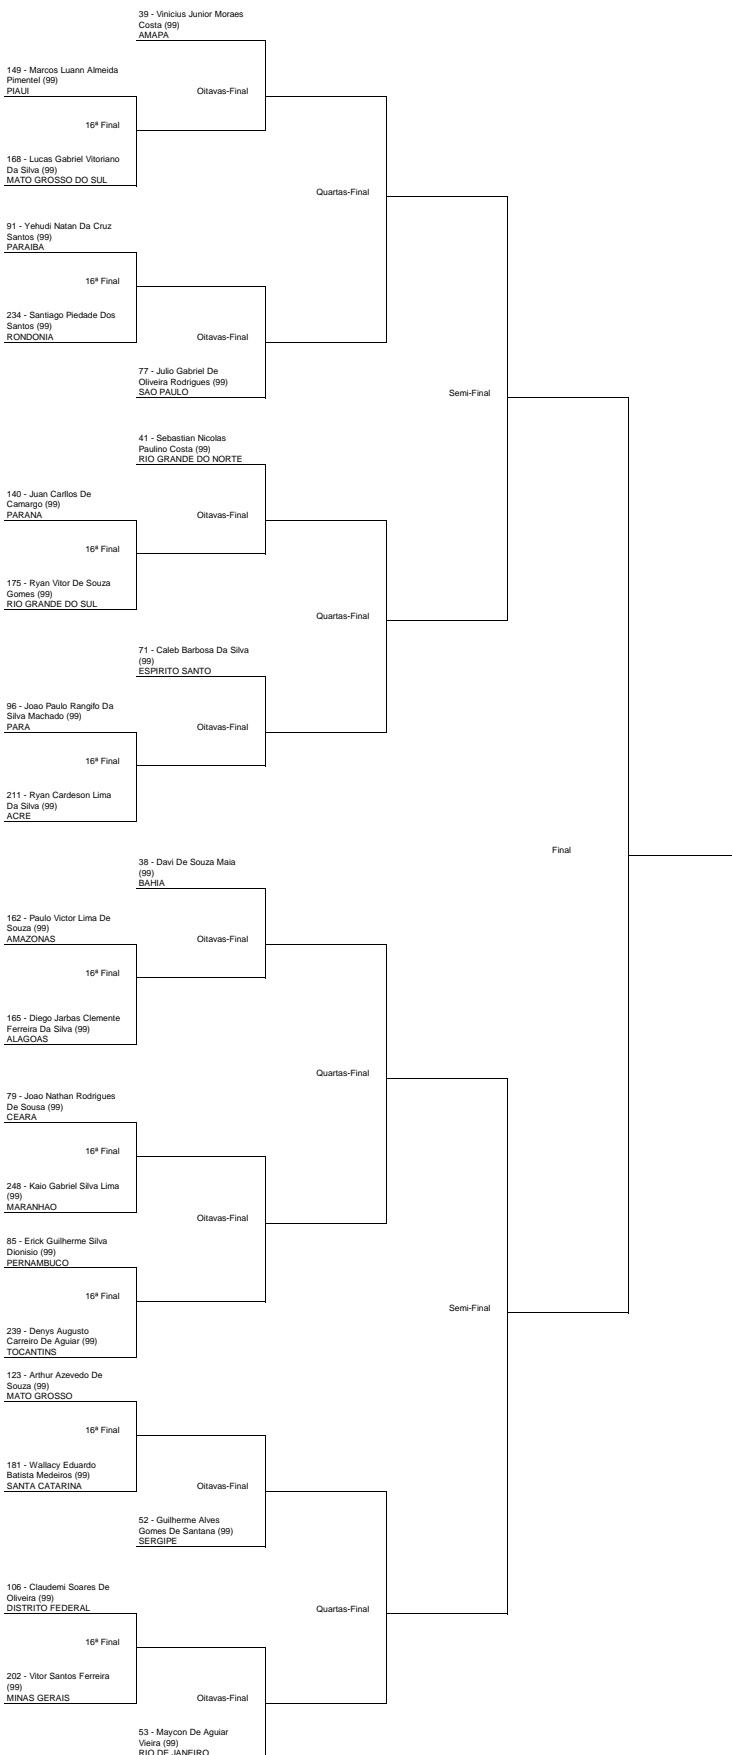 39 - Vinicius Junior Moraes
Costa (99)
AMAPA
149 - Marcos Luann Almeida
Pimentel (99)
PIAUI
Oitavas-Final
16ª Final
168 - Lucas Gabriel Vitoriano
Da Silva (99)
MATO GROSSO DO SUL
Quartas-Final
91 - Yehudi Natan Da Cruz
Santos (99)
PARAIBA
16ª Final
234 - Santiago Piedade Dos
Santos (99)
RONDONIA
Oitavas-Final
77 - Julio Gabriel De
Oliveira Rodrigues (99)
SAO PAULO
Semi-Final
41 - Sebastian Nicolas
Paulino Costa (99)
RIO GRANDE DO NORTE
140 - Juan Carllos De
Camargo (99)
PARANA
Oitavas-Final
16ª Final
175 - Ryan Vitor De Souza
Gomes (99)
RIO GRANDE DO SUL
Quartas-Final
71 - Caleb Barbosa Da Silva
(99)
ESPIRITO SANTO
96 - Joao Paulo Rangifo Da
Silva Machado (99)
PARA
Oitavas-Final
16ª Final
211 - Ryan Cardeson Lima
Da Silva (99)
ACRE
Final
38 - Davi De Souza Maia
(99)
BAHIA
162 - Paulo Victor Lima De
Souza (99)
AMAZONAS
Oitavas-Final
16ª Final
165 - Diego Jarbas Clemente
Ferreira Da Silva (99)
ALAGOAS
Quartas-Final
79 - Joao Nathan Rodrigues
De Sousa (99)
CEARA
16ª Final
248 - Kaio Gabriel Silva Lima
(99)
MARANHAO
Oitavas-Final
85 - Erick Guilherme Silva
Dionisio (99)
PERNAMBUCO
16ª Final
Semi-Final
239 - Denys Augusto
Carreiro De Aguiar (99)
TOCANTINS
123 - Arthur Azevedo De
Souza (99)
MATO GROSSO
16ª Final
181 - Wallacy Eduardo
Batista Medeiros (99)
SANTA CATARINA
Oitavas-Final
52 - Guilherme Alves
Gomes De Santana (99)
SERGIPE
106 - Claudemi Soares De
Oliveira (99)
DISTRITO FEDERAL
Quartas-Final
16ª Final
202 - Vitor Santos Ferreira
(99)
MINAS GERAIS
Oitavas-Final
53 - Maycon De Aguiar
Vieira (99)
RIO DE JANEIRO